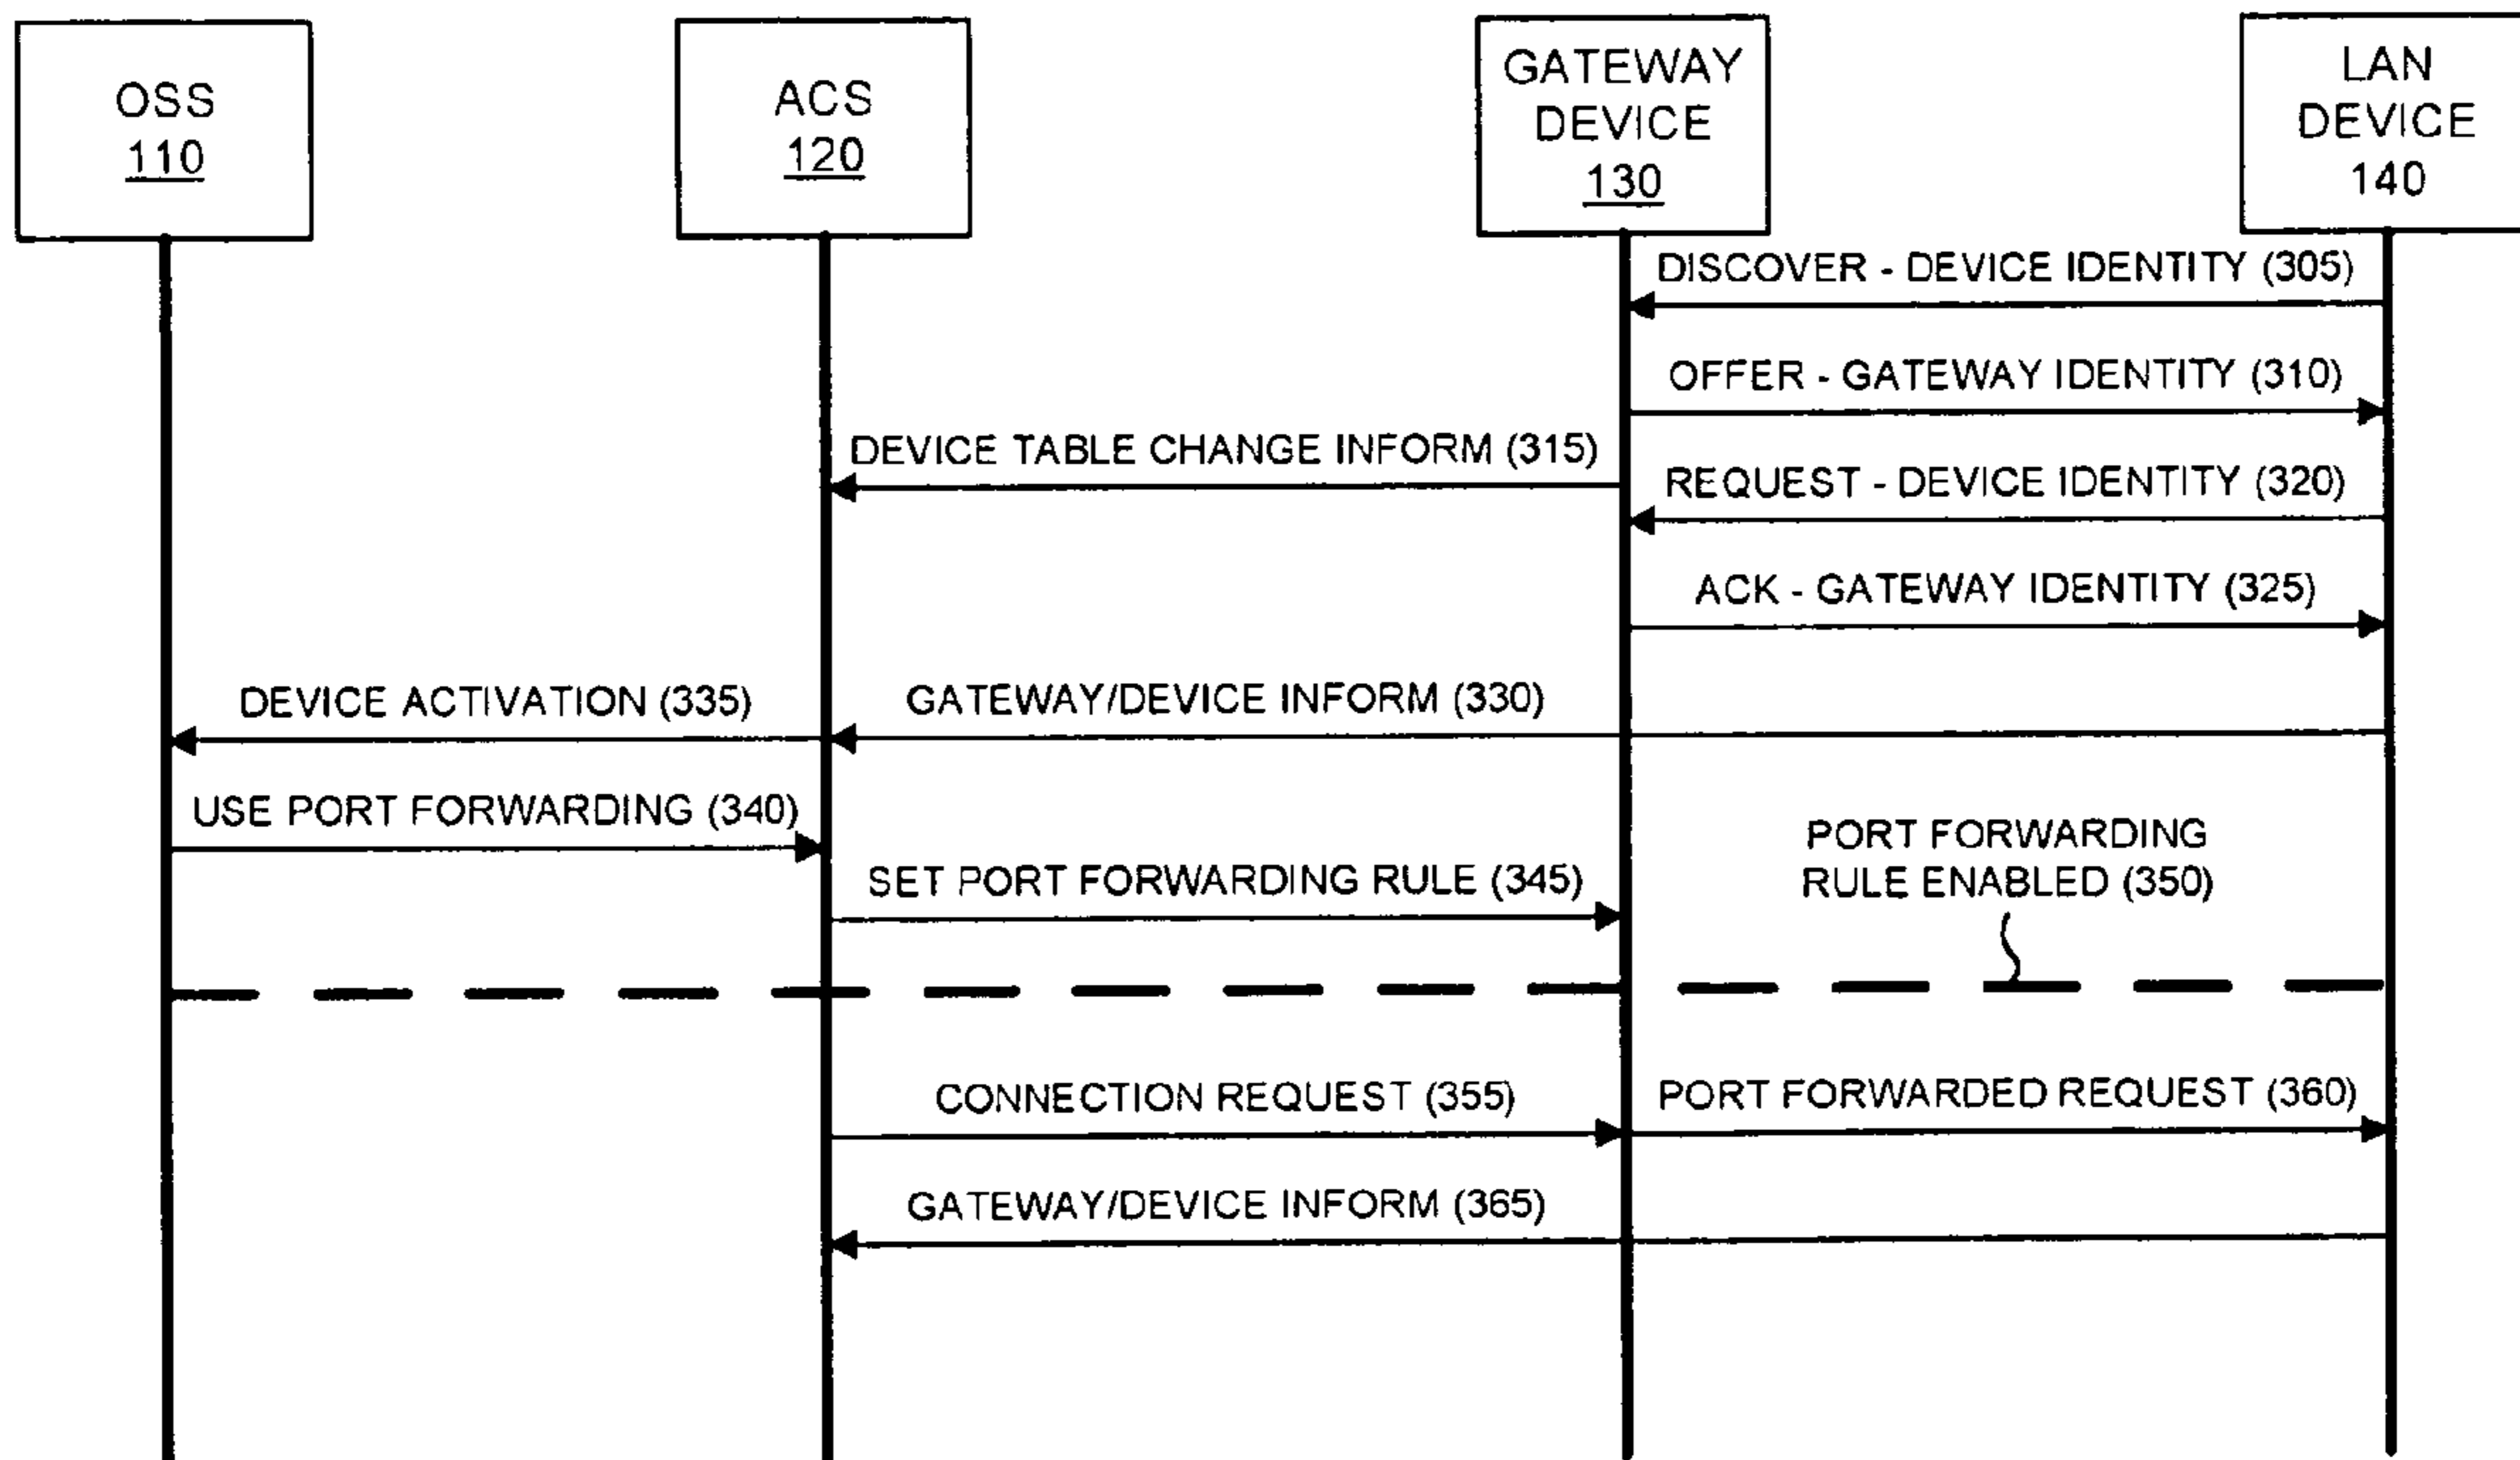 OSS
110
ACS
120
GATEWAY
DEVICE
130
LAN
DEVICE
140
DISCOVER - DEVICE IDENTITY (305)
OFFER - GATEWAY IDENTITY (310)
DEVICE TABLE CHANGE INFORM (315)
REQUEST - DEVICE IDENTITY (320)
ACK - GATEWAY IDENTITY (325)
DEVICE ACTIVATION (335)
GATEWAY/DEVICE INFORM (330)
USE PORT FORWARDING (340)
SET PORT FORWARDING RULE (345)
PORT FORWARDING
RULE ENABLED (350)
CONNECTION REQUEST (355)
PORT FORWARDED REQUEST (360)
GATEWAY/DEVICE INFORM (365)